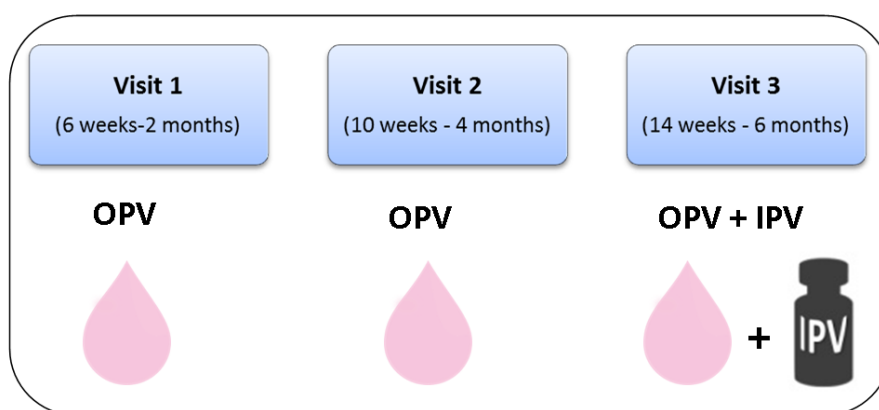 Visit 1
(6 weeks-2 months)
Visit 2
(10 weeks - 4 months)
Visit 3
(14 weeks - 6 months)
OPV
OPV
OPV + IPV
+
IPV